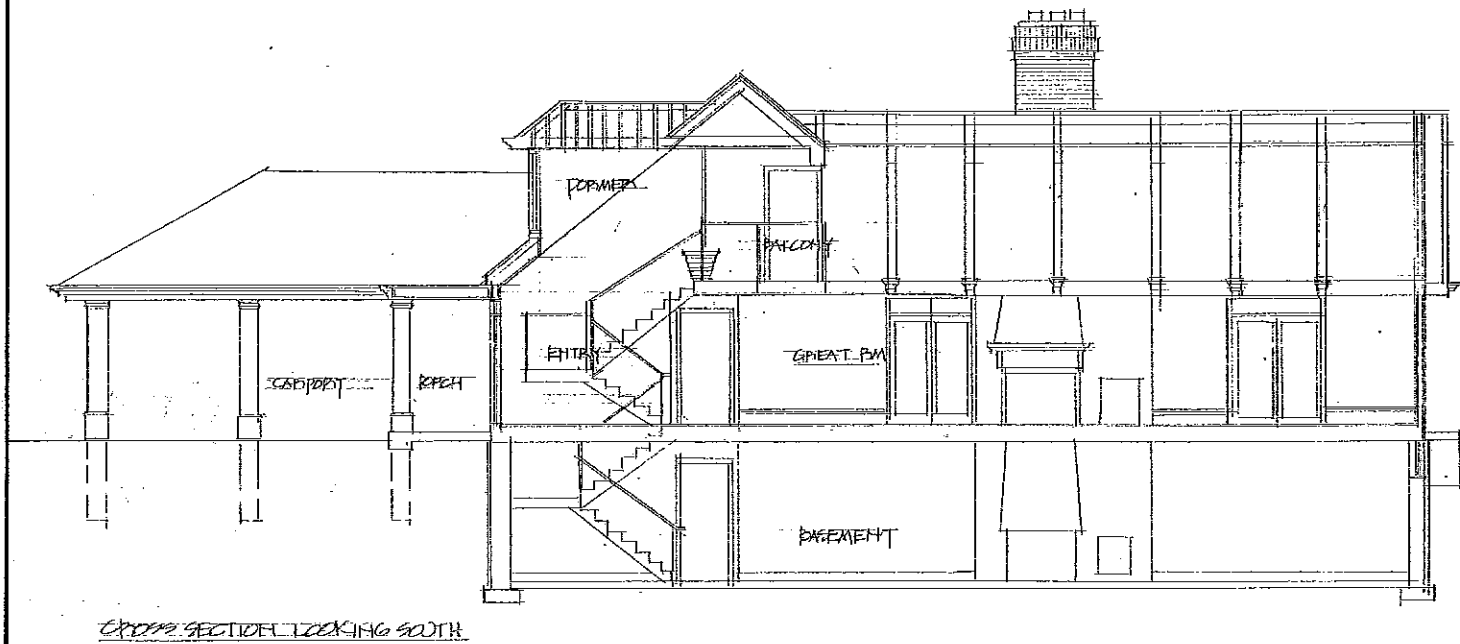 DORMER
BALCONY
ENTRY
GREAT RM
CARPORT
PORCH
BASEMENT
CROSS SECTION LOOKING SOUTH